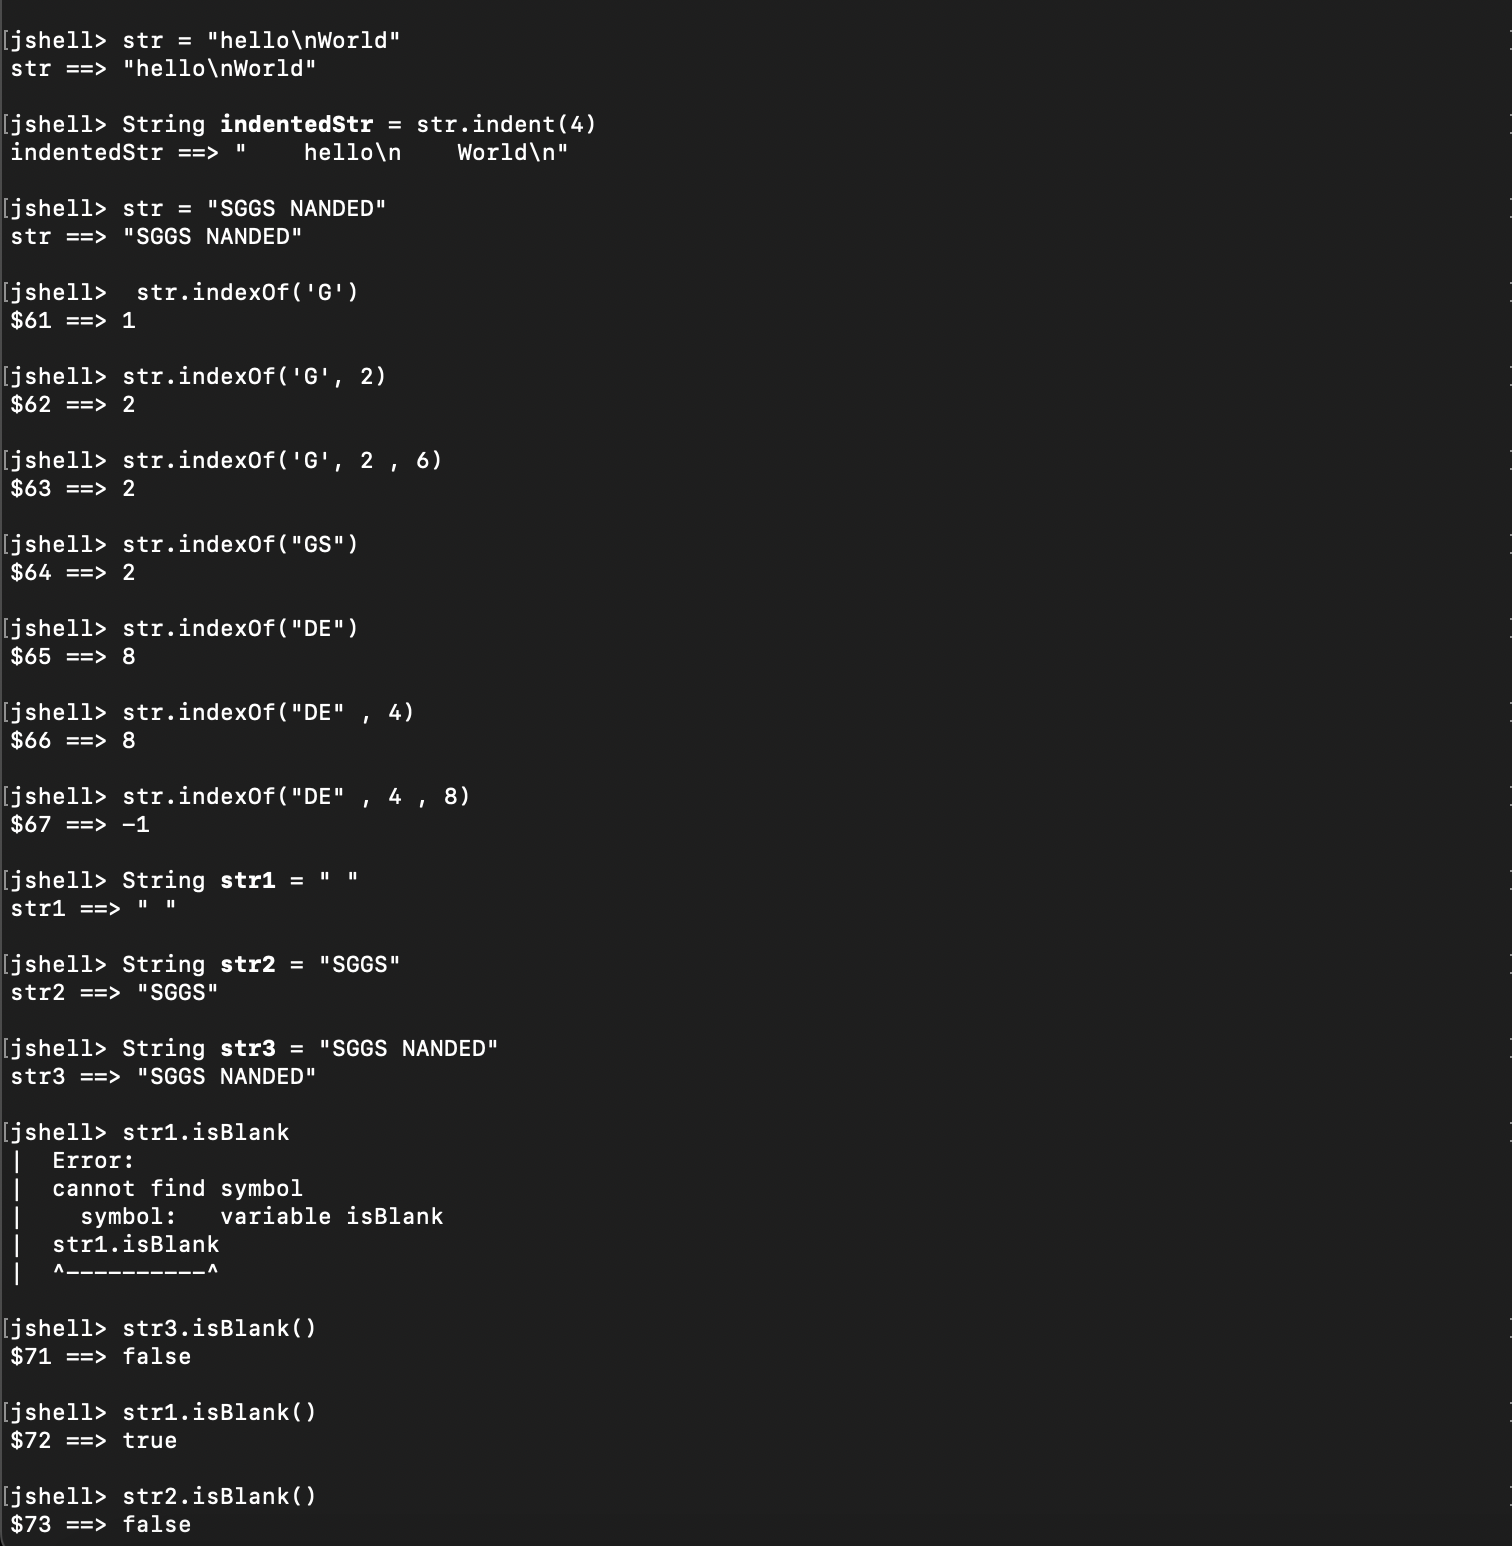 [jshell> str = "hello\nWorld"
str ==> "hello\nWorld"
[jshell> String indentedStr = str.indent(4)
indentedStr ==> "    hello\n    World\n"
[jshell> str = "SGGS NANDED"
str ==> "SGGS NANDED"
[jshell>  str.indexOf('G')
$61 ==> 1
[jshell> str.indexOf('G', 2)
$62 ==> 2
[jshell> str.indexOf('G', 2 , 6)
$63 ==> 2
[jshell> str.indexOf("GS")
$64 ==> 2
[jshell> str.indexOf("DE")
$65 ==> 8
[jshell> str.indexOf("DE" , 4)
$66 ==> 8
[jshell> str.indexOf("DE" , 4 , 8)
$67 ==> -1
[jshell> String str1 = " "
str1 ==> " "
[jshell> String str2 = "SGGS"
str2 ==> "SGGS"
[jshell> String str3 = "SGGS NANDED"
str3 ==> "SGGS NANDED"
[jshell> str1.isBlank
|  Error:
|  cannot find symbol
|    symbol:   variable isBlank
|  str1.isBlank
|  ^----------^
[jshell> str3.isBlank()
$71 ==> false
[jshell> str1.isBlank()
$72 ==> true
[jshell> str2.isBlank()
$73 ==> false